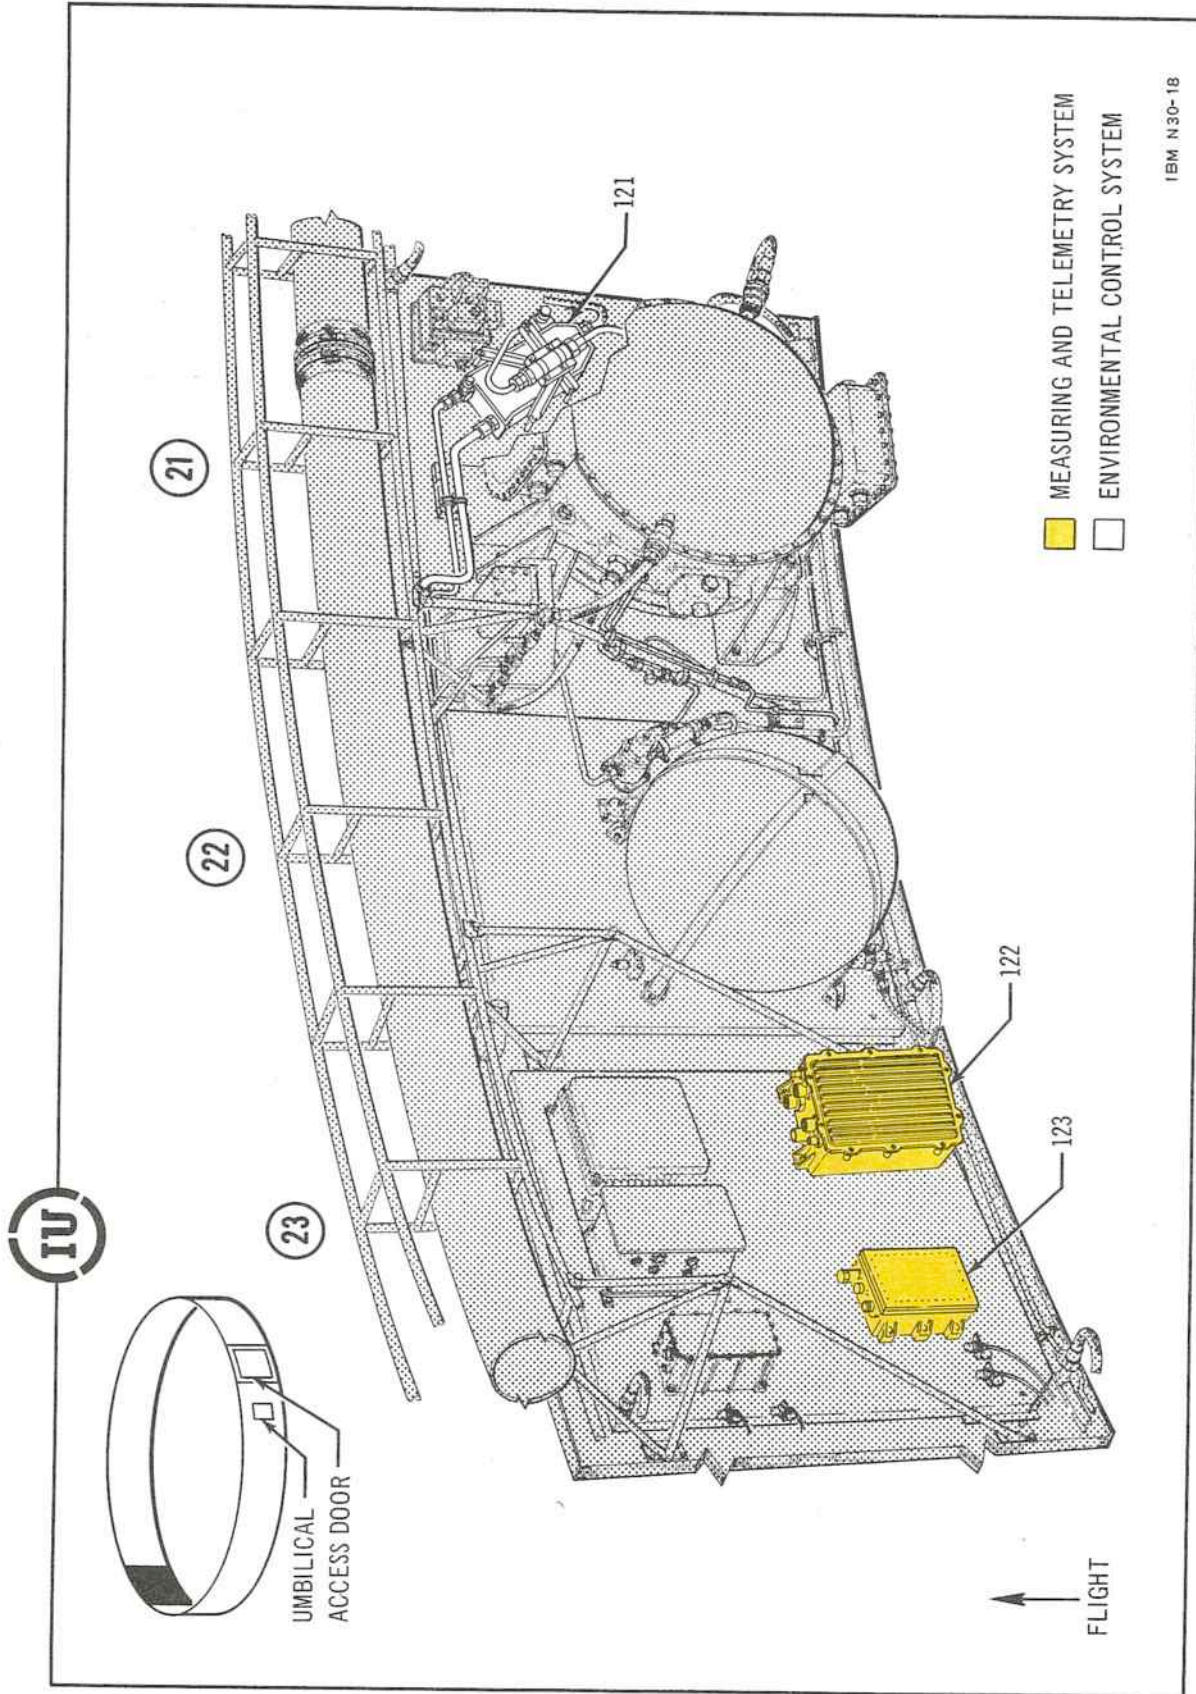 IU
21
22
23
121
122
123
UMBILICAL
ACCESS DOOR
FLIGHT
MEASURING AND TELEMETRY SYSTEM
ENVIRONMENTAL CONTROL SYSTEM
IBM N30-18